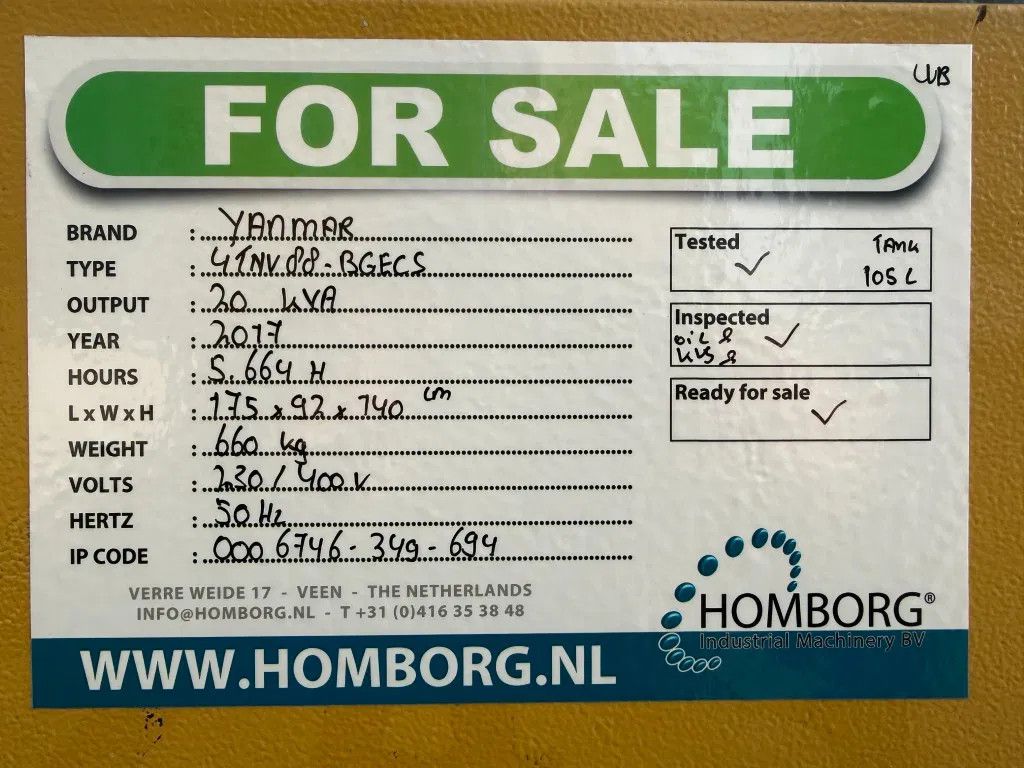 WB
FOR SALE
BRAND : YANMAR
TYPE : 4TNV88-BGECS
OUTPUT : 20 kVA
YEAR : 2017
HOURS : 5.664 H
L x W x H : 175 x 92 x 140 cm
WEIGHT : 660 kg
VOLTS : 230 / 400 V
HERTZ : 50 Hz
IP CODE : 000 6746 - 349 - 694
Tested ✓ TANK
105 L
Inspected ✓
OIL &
Ready for sale ✓
VERRE WEIDE 17 - VEEN - THE NETHERLANDS
INFO@HOMBORG.NL - T +31 (0)416 35 38 48
HOMBORG®
Industrial Machinery BV
WWW.HOMBORG.NL